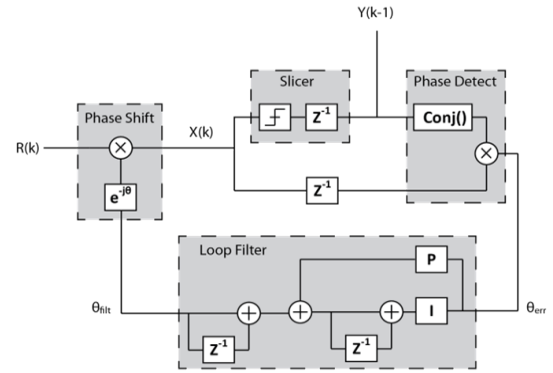 Y(k-1)
Slicer
Phase Detect
Phase Shift
Z⁻¹
Conj()
X(k)
R(k)
e⁻ʲᶿ
Z⁻¹
Loop Filter
P
θfilt
I
θerr
Z⁻¹
Z⁻¹